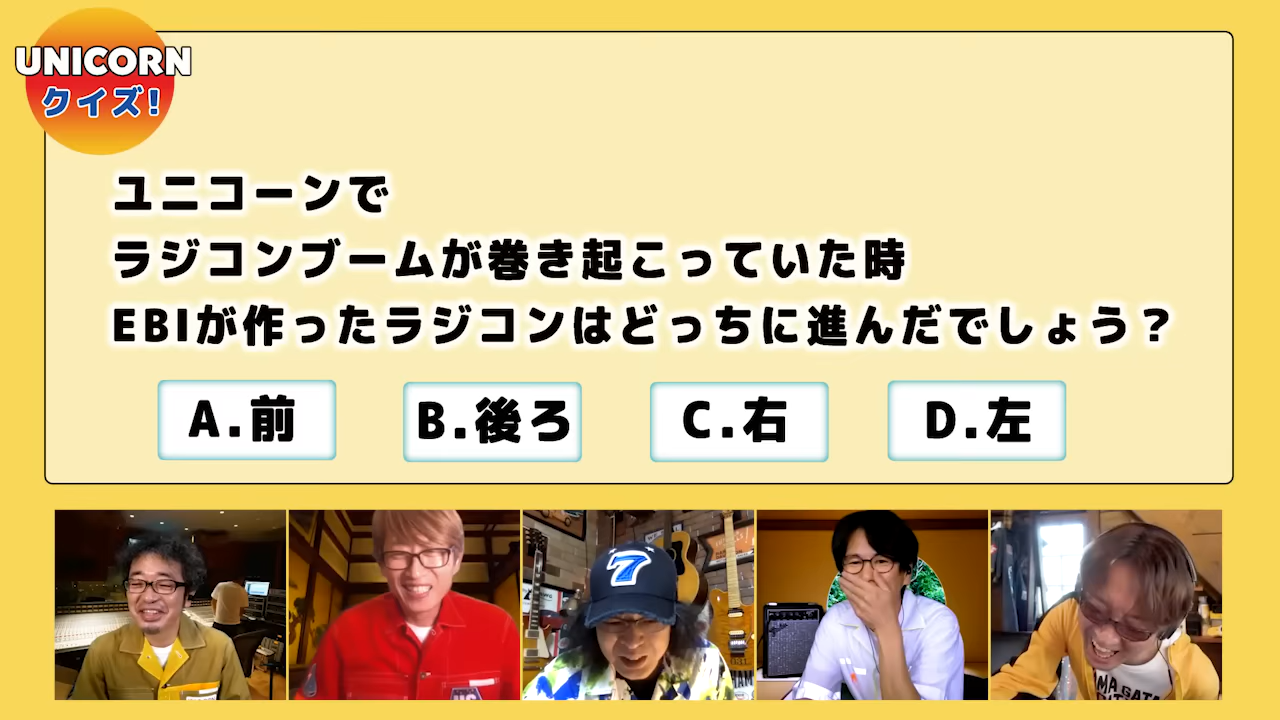 UNICORN
クイズ!
ユニコーンで
ラジコンブームが巻き起こっていた時
EBIが作ったラジコンはどっちに進んだでしょう？
A.前
B.後ろ
C.右
D.左
7